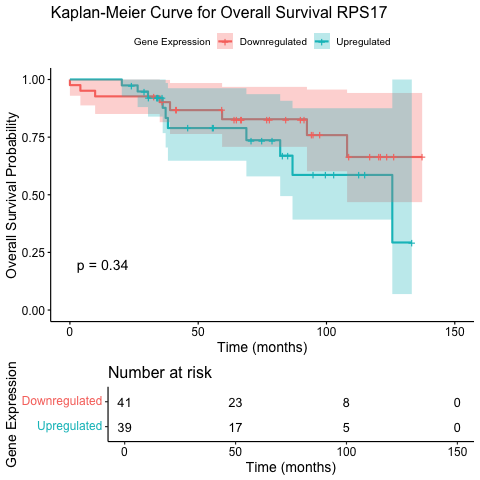 Kaplan-Meier Curve for Overall Survival RPS17
Gene Expression Downregulated Upregulated
Overall Survival Probability
1.00
0.75
0.50
0.25
0.00
p = 0.34
0 50 100 150
Time (months)
Number at risk
Gene Expression
Downregulated 41 23 8 0
Upregulated 39 17 5 0
0 50 100 150
Time (months)